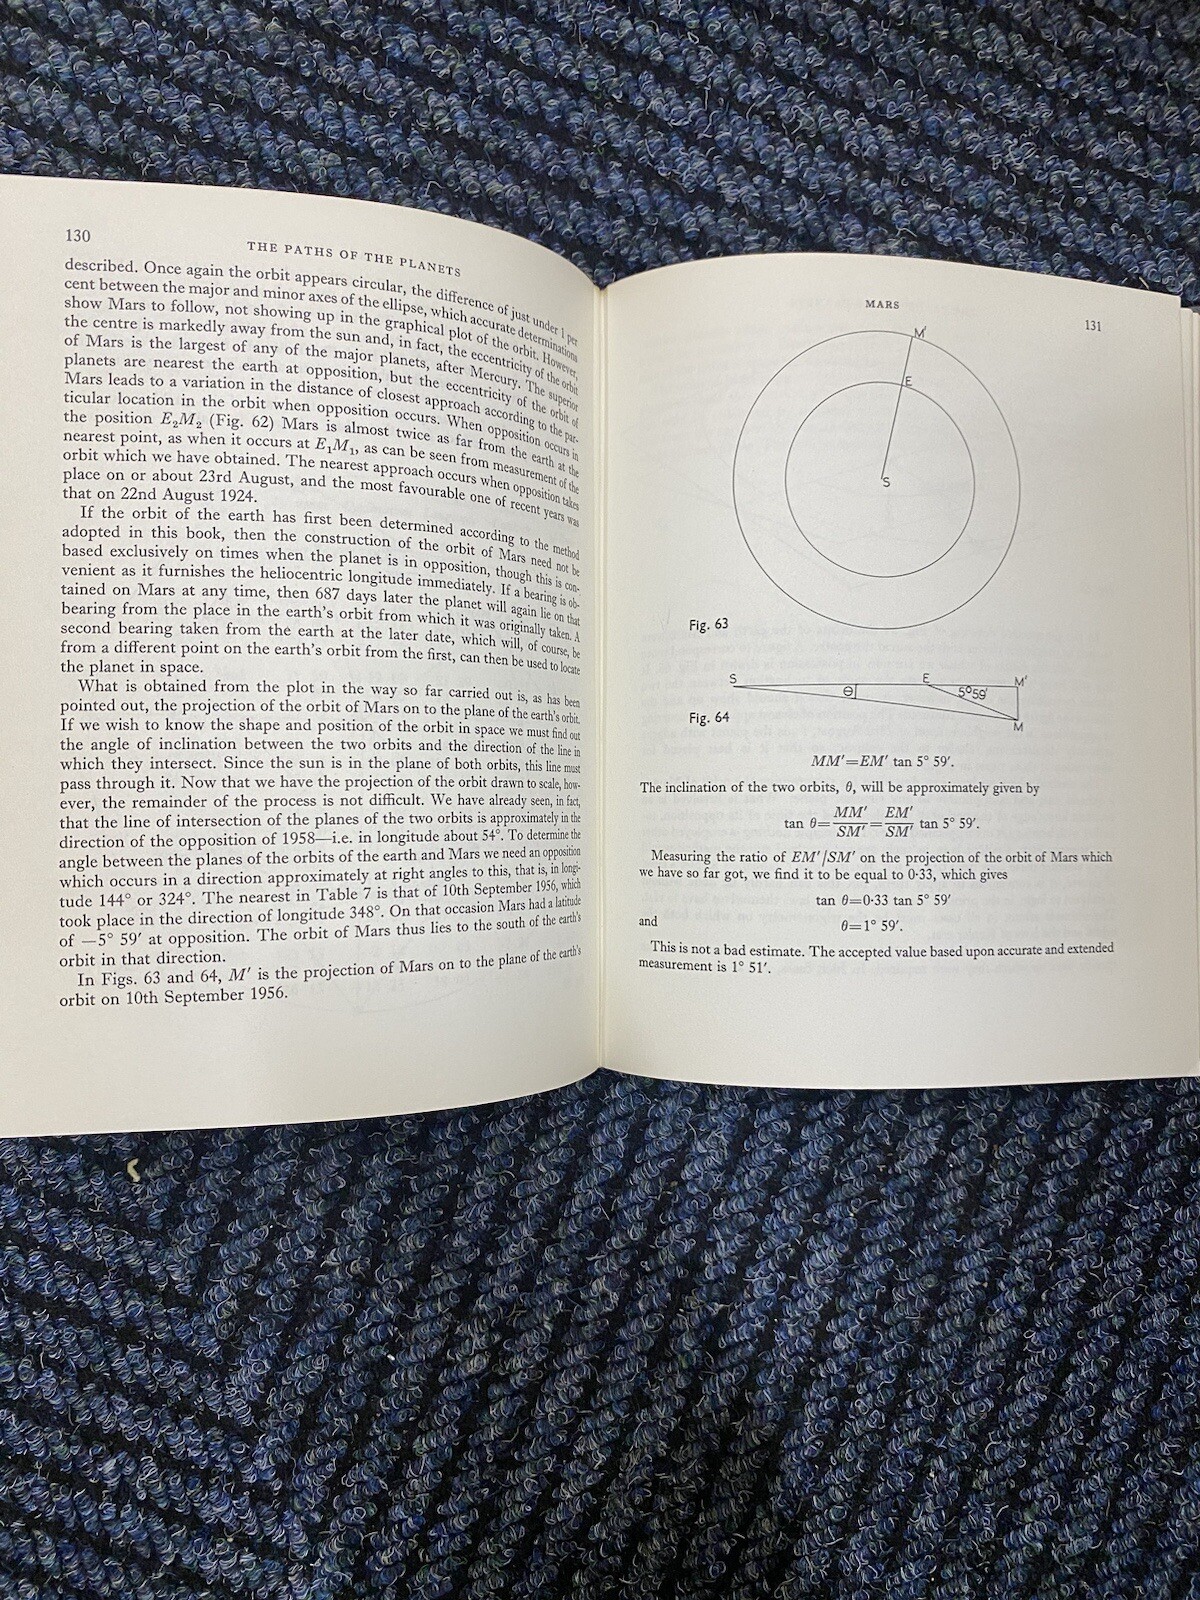 130
THE PATHS OF THE PLANETS
described. Once again the orbit appears circular, the difference of just under 1 per
cent between the major and minor axes of the ellipse, which accurate determinations
show Mars to follow, not showing up in the graphical plot of the orbit. However,
the centre is markedly away from the sun and, in fact, the eccentricity of the orbit
of Mars is the largest of any of the major planets, after Mercury. The superior
planets are nearest the earth at opposition, but the eccentricity of the orbit of
Mars leads to a variation in the distance of closest approach according to the par-
ticular location in the orbit when opposition occurs. When opposition occurs in
the position E₂M₂ (Fig. 62) Mars is almost twice as far from the earth at the
nearest point, as when it occurs at E₁M₁, as can be seen from measurement of the
orbit which we have obtained. The nearest approach occurs when opposition takes
place on or about 23rd August, and the most favourable one of recent years was
that on 22nd August 1924.
If the orbit of the earth has first been determined according to the method
adopted in this book, then the construction of the orbit of Mars need not be
based exclusively on times when the planet is in opposition, though this is con-
venient as it furnishes the heliocentric longitude immediately. If a bearing is ob-
tained on Mars at any time, then 687 days later the planet will again lie on that
bearing from the place in the earth's orbit from which it was originally taken. A
second bearing taken from the earth at the later date, which will, of course, be
from a different point on the earth's orbit from the first, can then be used to locate
the planet in space.
What is obtained from the plot in the way so far carried out is, as has been
pointed out, the projection of the orbit of Mars on to the plane of the earth's orbit.
If we wish to know the shape and position of the orbit in space we must find out
the angle of inclination between the two orbits and the direction of the line in
which they intersect. Since the sun is in the plane of both orbits, this line must
pass through it. Now that we have the projection of the orbit drawn to scale, how-
ever, the remainder of the process is not difficult. We have already seen, in fact,
that the line of intersection of the planes of the two orbits is approximately in the
direction of the opposition of 1958—i.e. in longitude about 54°. To determine the
angle between the planes of the orbits of the earth and Mars we need an opposition
which occurs in a direction approximately at right angles to this, that is, in longi-
tude 144° or 324°. The nearest in Table 7 is that of 10th September 1956, which
took place in the direction of longitude 348°. On that occasion Mars had a latitude
of —5° 59′ at opposition. The orbit of Mars thus lies to the south of the earth's
orbit in that direction.
In Figs. 63 and 64, M′ is the projection of Mars on to the plane of the earth's
orbit on 10th September 1956.
MARS
131
M′
E
S
Fig. 63
S
E
M′
θ
5°59′
M
Fig. 64
MM′=EM′ tan 5° 59′.
The inclination of the two orbits, θ, will be approximately given by
tan θ=MM′/SM′=EM′/SM′ tan 5° 59′.
Measuring the ratio of EM′/SM′ on the projection of the orbit of Mars which
we have so far got, we find it to be equal to 0·33, which gives
tan θ=0·33 tan 5° 59′
and
θ=1° 59′.
This is not a bad estimate. The accepted value based upon accurate and extended
measurement is 1° 51′.